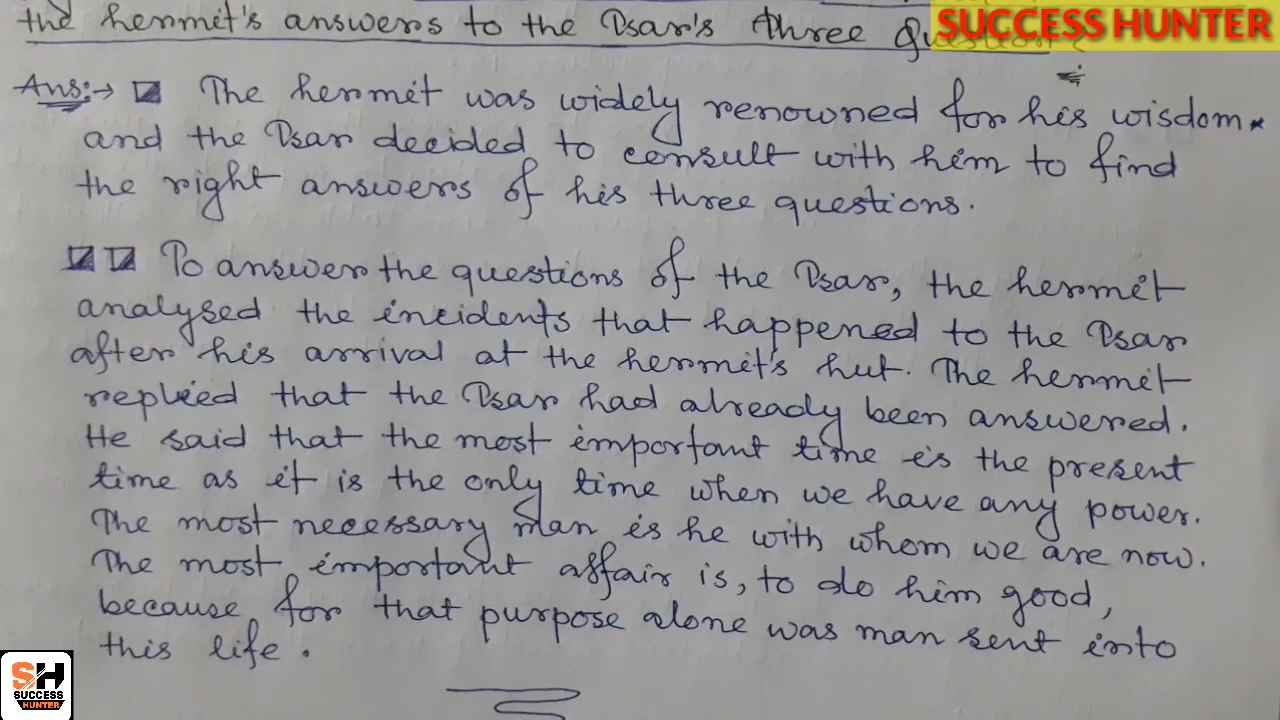 the hermit's answers to the Tsar's three Question?
SUCCESS HUNTER
Ans:→ The hermit was widely renowned for his wisdom
and the Tsar decided to consult with him to find
the right answers of his three questions.
To answer the questions of the Tsar, the hermit
analysed the incidents that happened to the Tsar
after his arrival at the hermit's hut. The hermit
replied that the Tsar had already been answered.
He said that the most important time is the present
time as it is the only time when we have any power.
The most necessary man is he with whom we are now.
The most important affair is, to do him good,
because for that purpose alone was man sent into
this life.
SH
SUCCESS
HUNTER